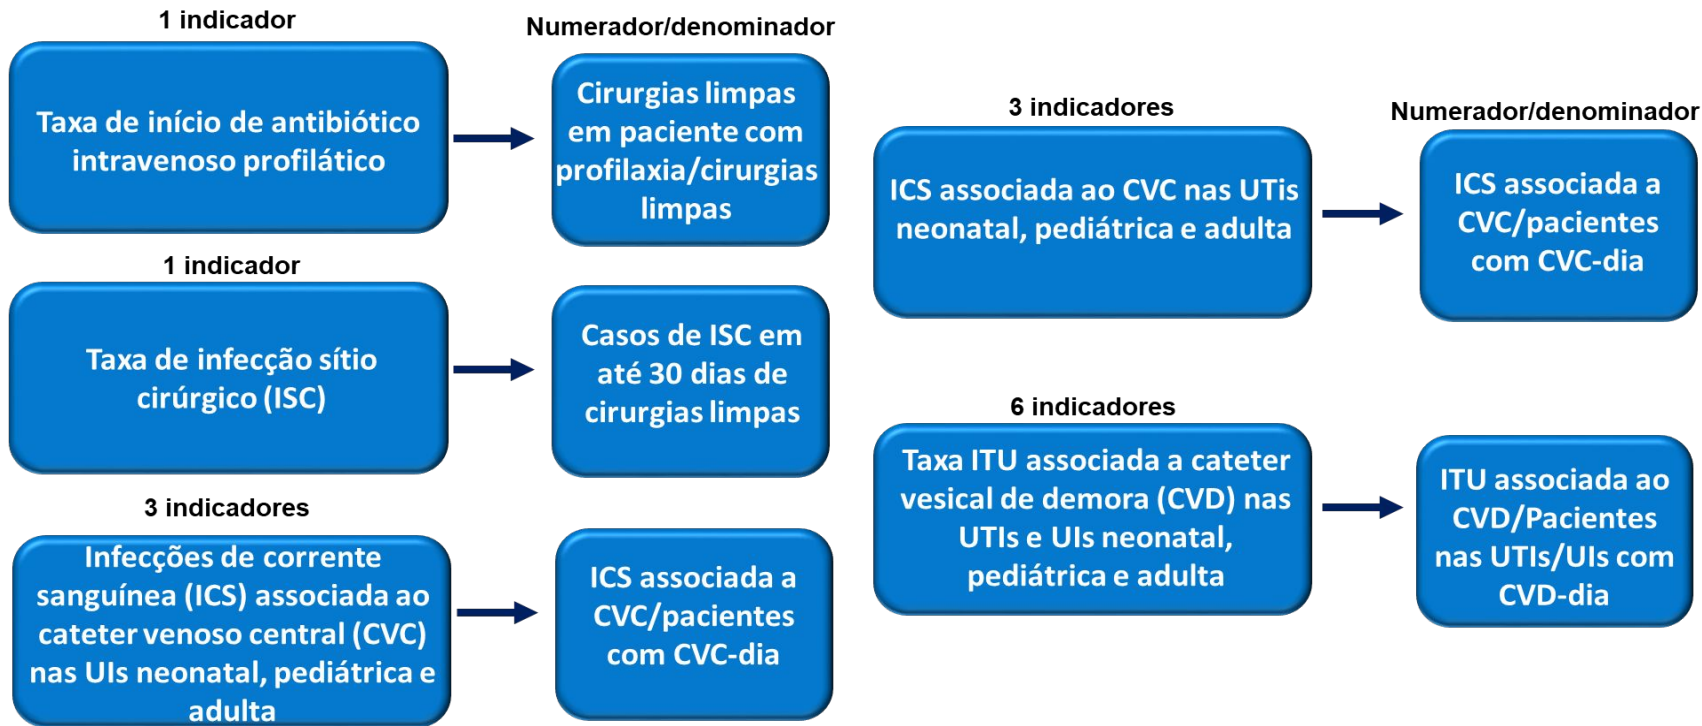 1 indicador
Numerador/denominador
Taxa de início de antibiótico
intravenoso profilático
Cirurgias limpas
em paciente com
profilaxia/cirurgias
limpas
1 indicador
Taxa de infecção sítio
cirúrgico (ISC)
Casos de ISC em
até 30 dias de
cirurgias limpas
3 indicadores
Infecções de corrente
sanguínea (ICS) associada ao
cateter venoso central (CVC)
nas UIs neonatal, pediátrica e
adulta
ICS associada a
CVC/pacientes
com CVC-dia
3 indicadores
Numerador/denominador
ICS associada ao CVC nas UTis
neonatal, pediátrica e adulta
ICS associada a
CVC/pacientes
com CVC-dia
6 indicadores
Taxa ITU associada a cateter
vesical de demora (CVD) nas
UTIs e UIs neonatal,
pediátrica e adulta
ITU associada ao
CVD/Pacientes
nas UTIs/UIs com
CVD-dia